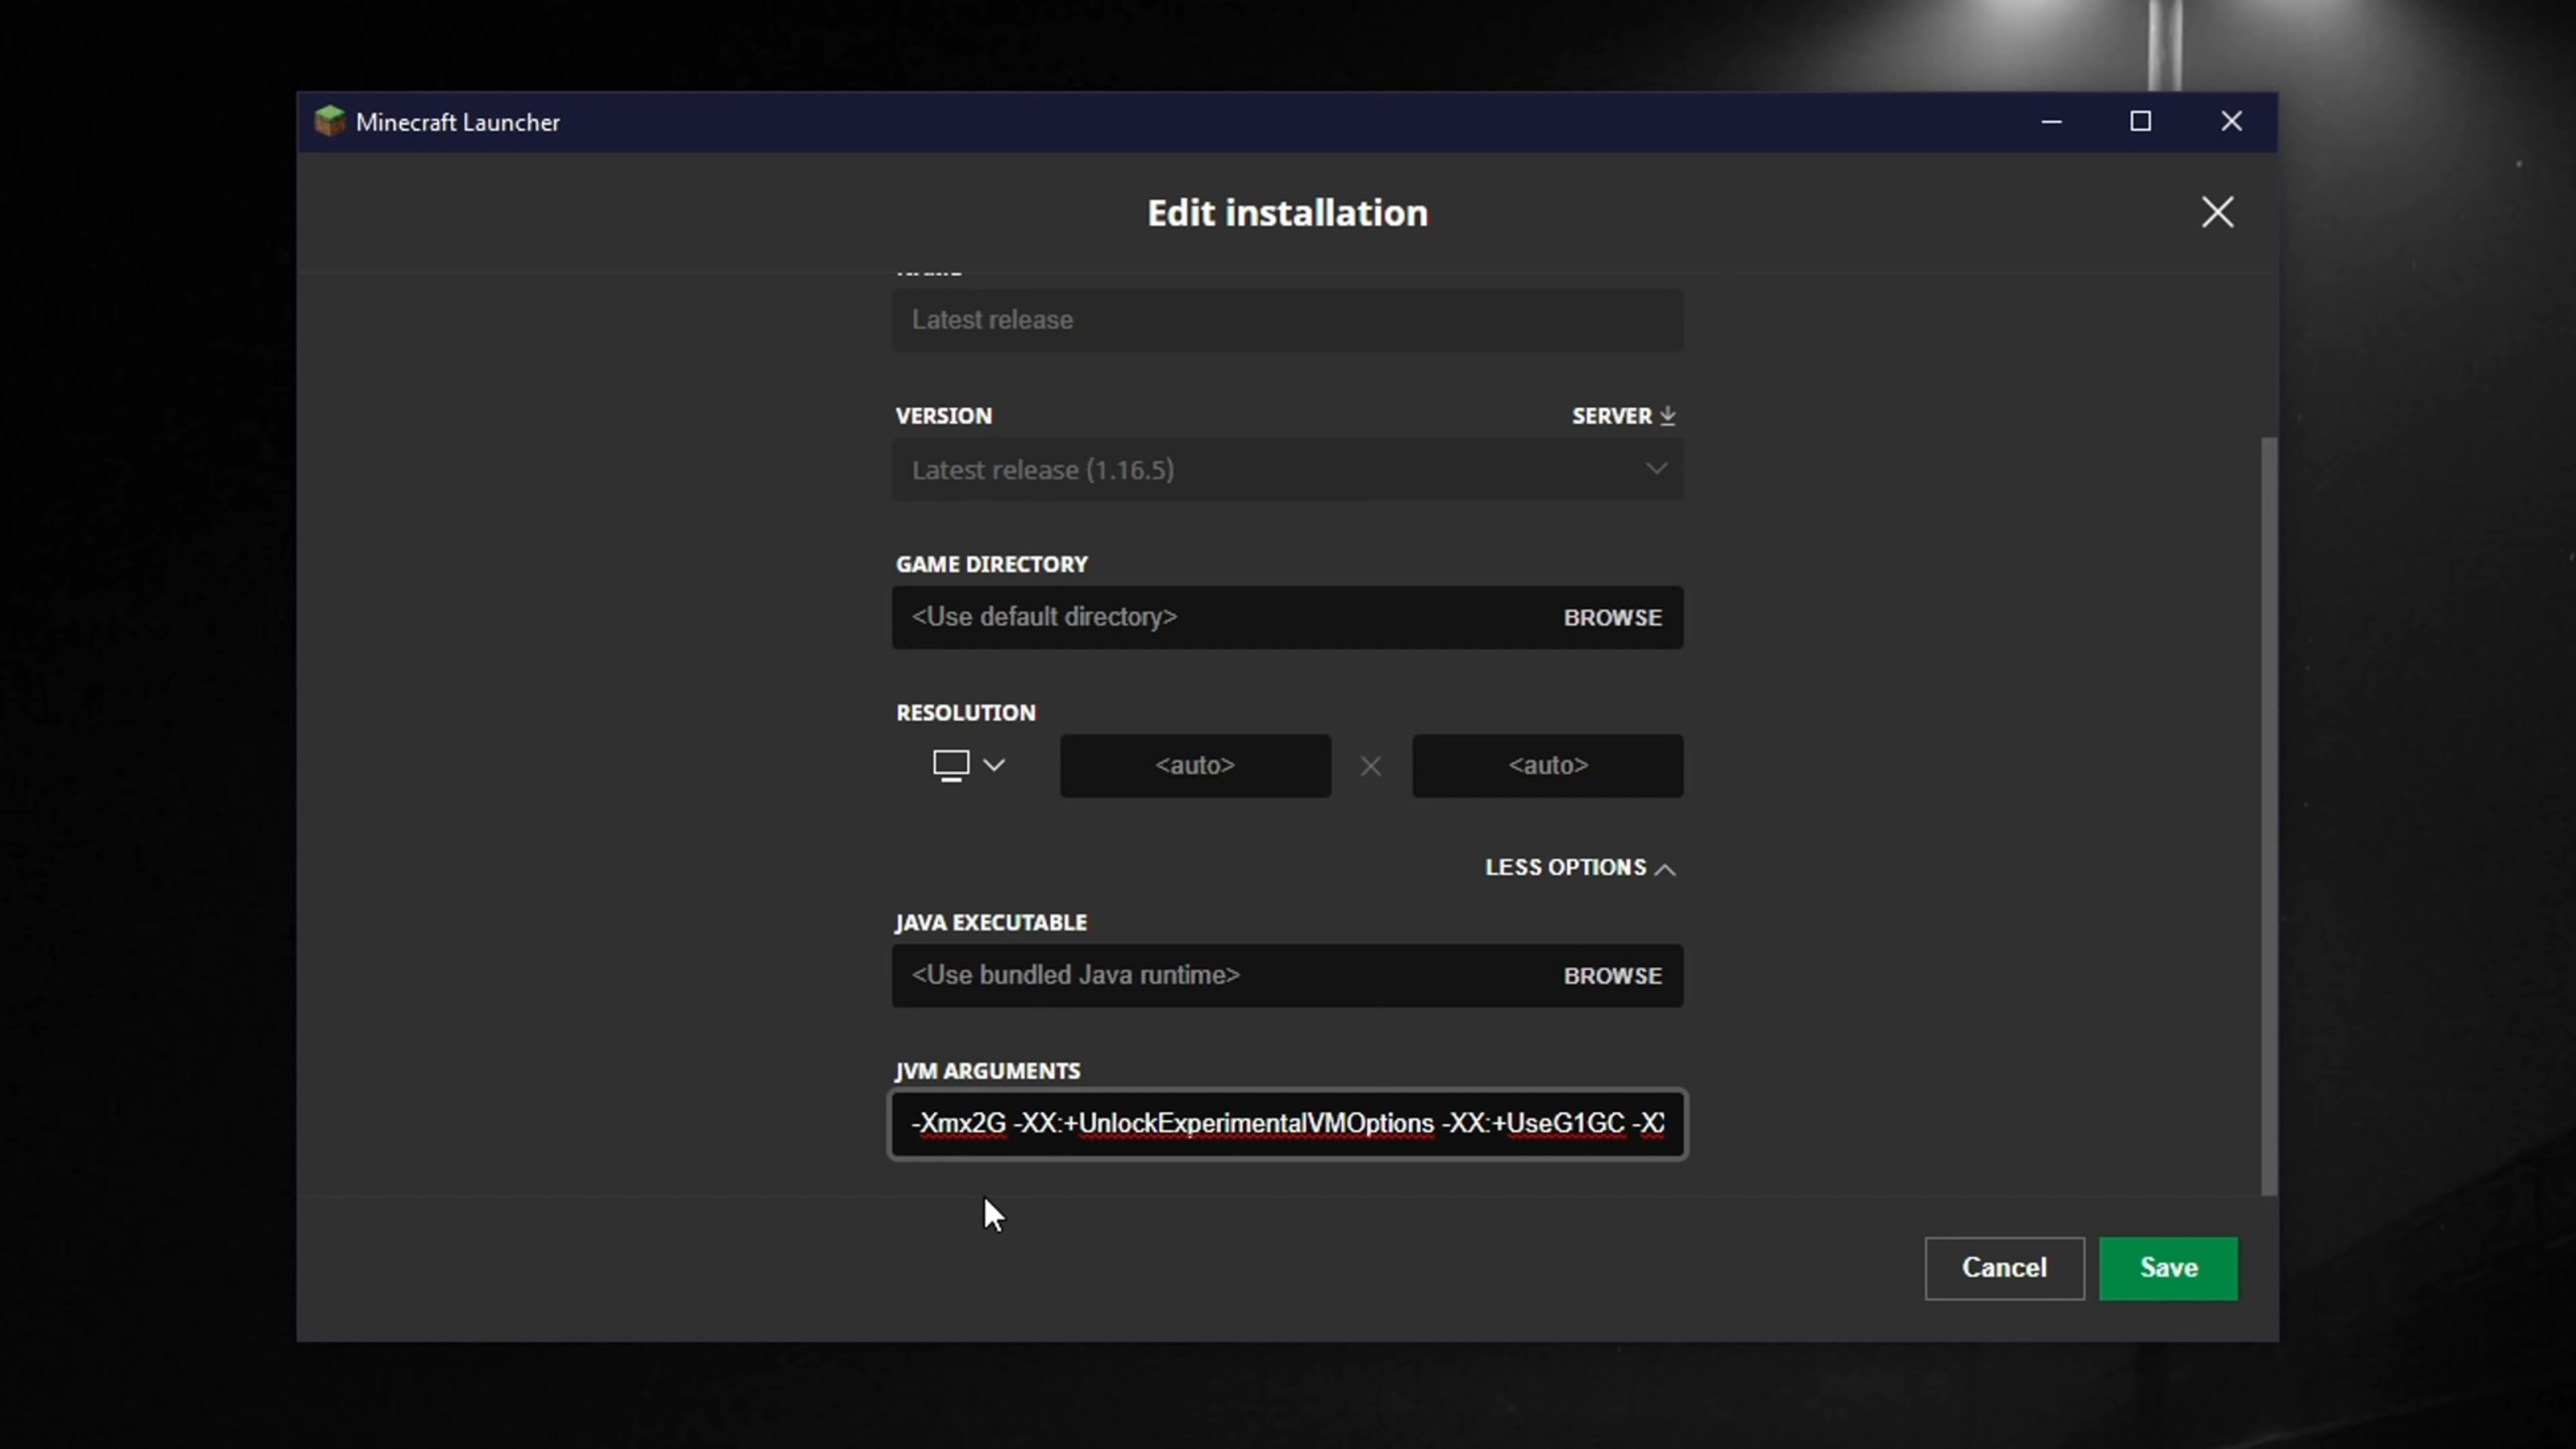 Minecraft Launcher
Edit installation
Latest release
VERSION
SERVER
Latest release (1.16.5)
GAME DIRECTORY
<Use default directory>
BROWSE
RESOLUTION
<auto>
<auto>
LESS OPTIONS
JAVA EXECUTABLE
<Use bundled Java runtime>
BROWSE
JVM ARGUMENTS
-Xmx2G -XX:+UnlockExperimentalVMOptions -XX:+UseG1GC
Cancel
Save